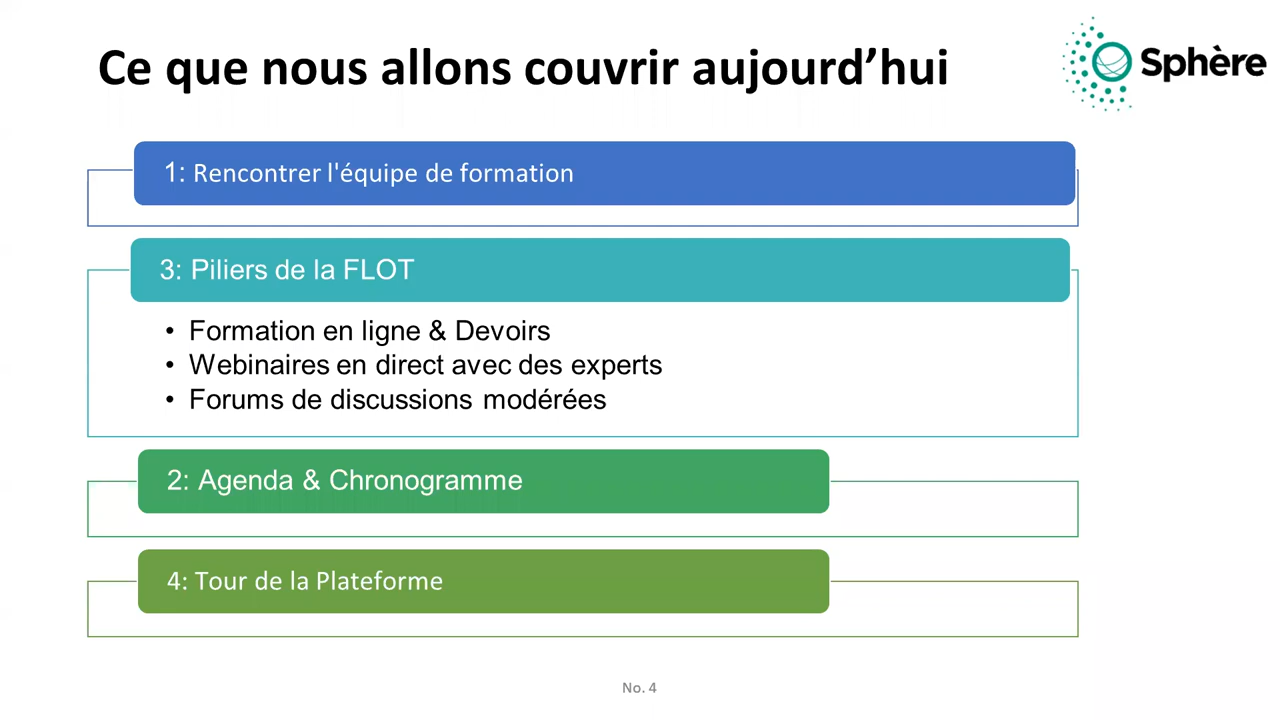 Ce que nous allons couvrir aujourd’hui
Sphère
1: Rencontrer l'équipe de formation
3: Piliers de la FLOT
• Formation en ligne & Devoirs
• Webinaires en direct avec des experts
• Forums de discussions modérées
2: Agenda & Chronogramme
4: Tour de la Plateforme
No. 4